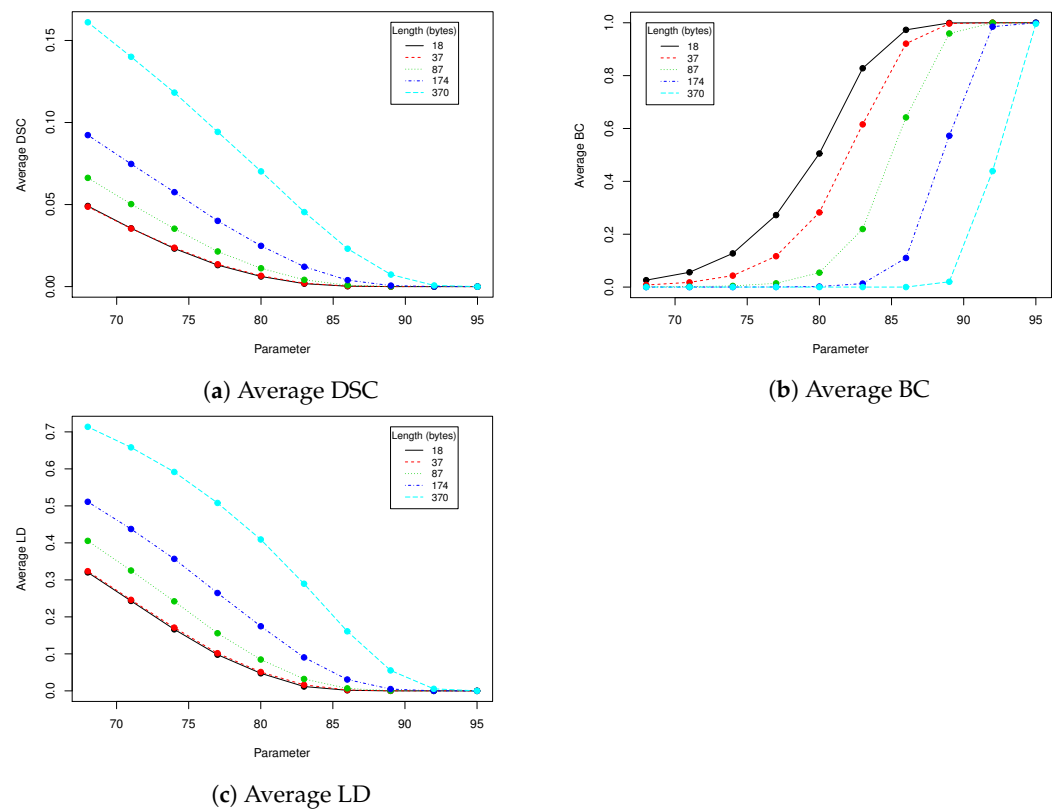 Average DSC
0.00 0.05 0.10 0.15
Length (bytes)
18
37
87
174
370
70 75 80 85 90 95
Parameter
(a) Average DSC
Average BC
0.0 0.2 0.4 0.6 0.8 1.0
Length (bytes)
18
37
87
174
370
70 75 80 85 90 95
Parameter
(b) Average BC
Average LD
0.0 0.1 0.2 0.3 0.4 0.5 0.6 0.7
Length (bytes)
18
37
87
174
370
70 75 80 85 90 95
Parameter
(c) Average LD